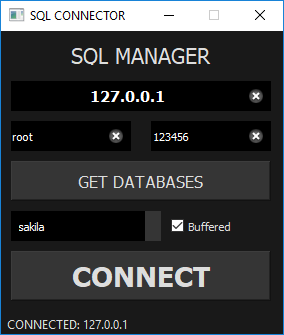 SQL CONNECTOR
SQL MANAGER
127.0.0.1
root 123456
GET DATABASES
sakila Buffered
CONNECT
CONNECTED: 127.0.0.1